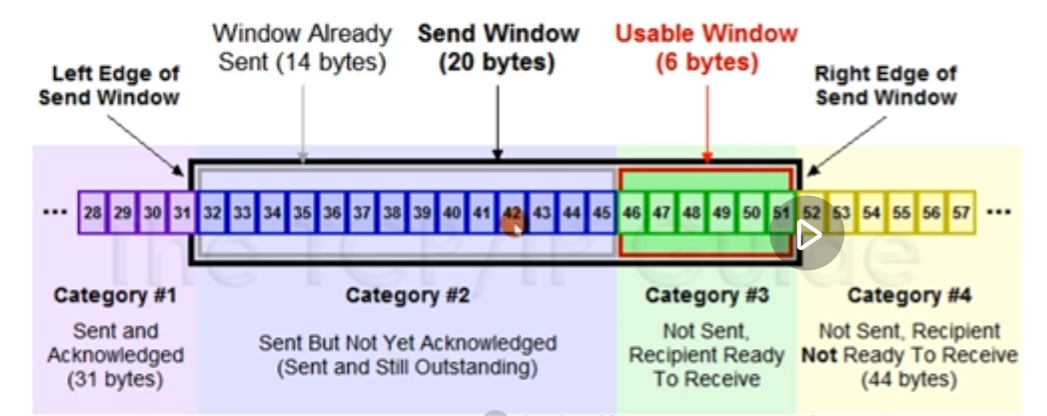 Window Already
Sent (14 bytes)
Send Window
(20 bytes)
Usable Window
(6 bytes)
Left Edge of
Send Window
Right Edge of
Send Window
... 28 29 30 31 32 33 34 35 36 37 38 39 40 41 42 43 44 45 46 47 48 49 50 51 52 53 54 55 56 57 ...
The TCP/IP Guide
Category #1
Sent and
Acknowledged
(31 bytes)
Category #2
Sent But Not Yet Acknowledged
(Sent and Still Outstanding)
Category #3
Not Sent,
Recipient Ready
To Receive
Category #4
Not Sent, Recipient
Not Ready To Receive
(44 bytes)